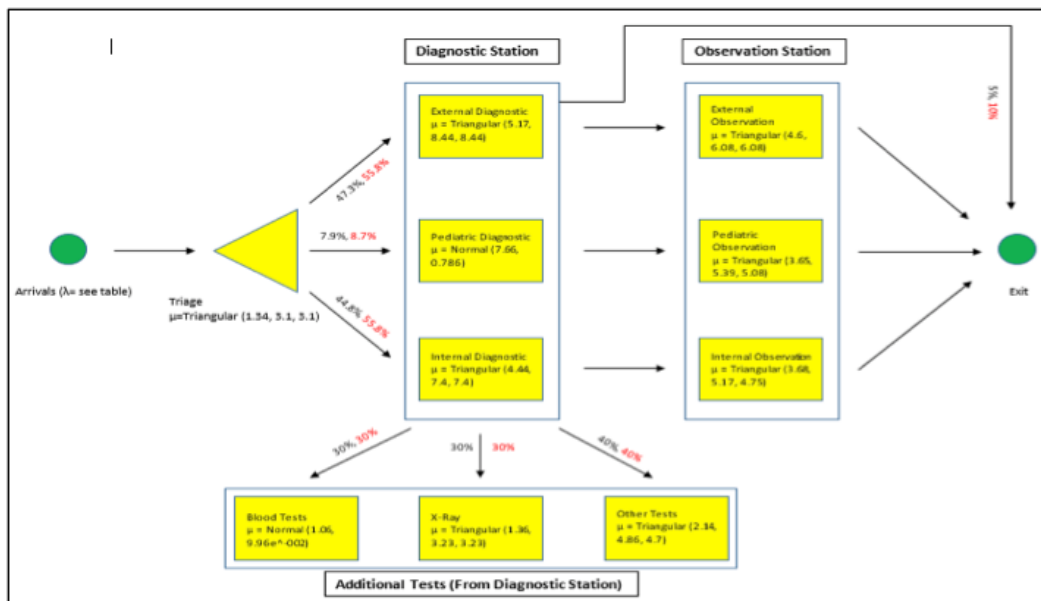 Diagnostic Station
Observation Station
External Diagnostic
μ = Triangular (5.17,
8.44, 8.44)
External
Observation
μ = Triangular (4.6,
6.08, 6.08)
5%, 10%
47.3%, 55.8%
7.9%, 8.7%
Pediatric Diagnostic
μ = Normal (7.66,
0.786)
Pediatric
Observation
μ = Triangular (3.65,
5.39, 5.08)
Arrivals (λ= see table)
Triage
μ=Triangular (1.34, 3.1, 3.1)
Exit
44.8%, 55.8%
Internal Diagnostic
μ = Triangular (4.44,
7.4, 7.4)
Internal Observation
μ = Triangular (3.68,
5.17, 4.75)
30%, 30%
30% 30%
40%, 40%
Blood Tests
μ = Normal (1.06,
9.96e^-002)
X-Ray
μ = Triangular (1.36,
3.23, 3.23)
Other Tests
μ = Triangular (2.14,
4.86, 4.7)
Additional Tests (From Diagnostic Station)